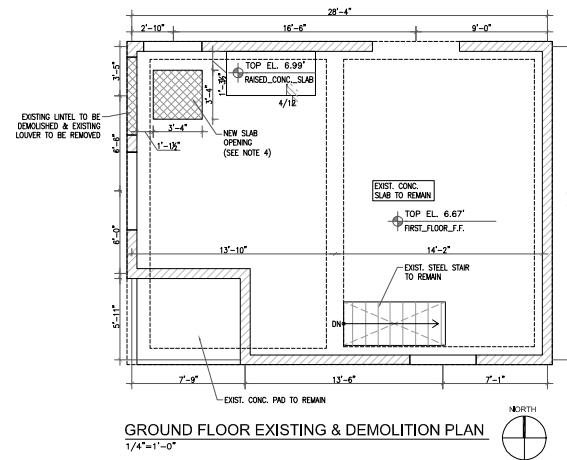 28'-4"
2'-10"
16'-6"
9'-0"
3'-5"
TOP EL. 6.99'
RAISED_CONC._SLAB
1'-3½"
3'-4"
4/12
EXISTING LINTEL TO BE
DEMOLISHED & EXISTING
LOUVER TO BE REMOVED
3'-4"
1'-1½"
NEW SLAB
OPENING
(SEE NOTE 4)
6'-6"
EXIST. CONC.
SLAB TO REMAIN
TOP EL. 6.67'
FIRST_FLOOR_F.F.
6'-0"
13'-10"
14'-2"
EXIST. STEEL STAIR
TO REMAIN
5'-11"
DN
7'-9"
13'-6"
7'-1"
EXIST. CONC. PAD TO REMAIN
GROUND FLOOR EXISTING & DEMOLITION PLAN
1/4"=1'-0"
NORTH